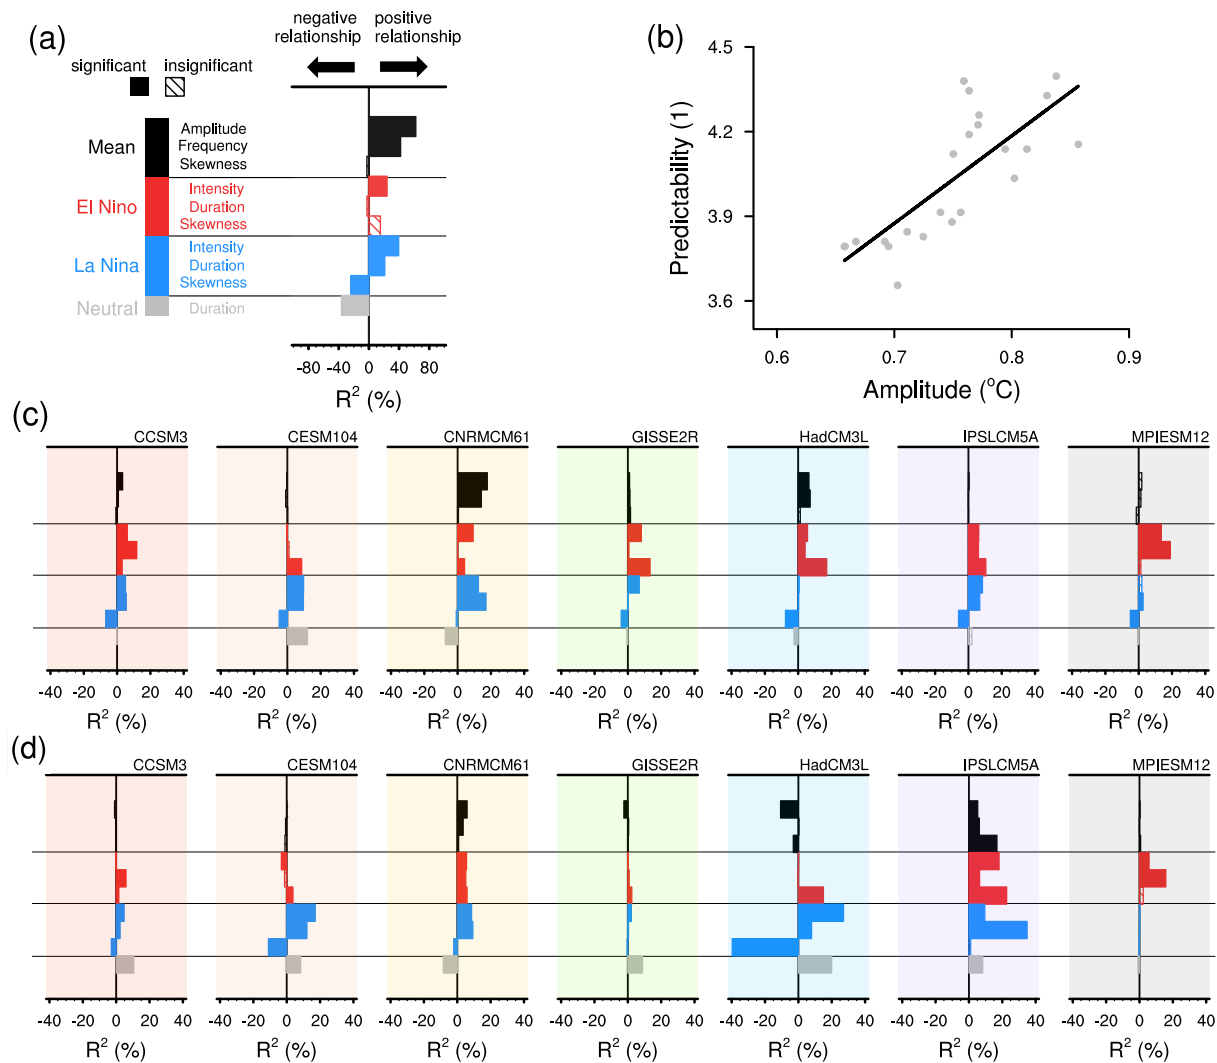 (a)
negative relationship
positive relationship
significant
insignificant
Mean
Amplitude
Frequency
Skewness
El Nino
Intensity
Duration
Skewness
La Nina
Intensity
Duration
Skewness
Neutral
Duration
-80 -40 0 40 80
R² (%)
(b)
4.5
4.2
3.9
3.6
Predictability (1)
0.6 0.7 0.8 0.9
Amplitude (°C)
(c)
CCSM3 CESM104 CNRMCM61 GISSE2R HadCM3L IPSLCM5A MPIESM12
-40 -20 0 20 40 -40 -20 0 20 40 -40 -20 0 20 40 -40 -20 0 20 40 -40 -20 0 20 40 -40 -20 0 20 40 -40 -20 0 20 40
R² (%) R² (%) R² (%) R² (%) R² (%) R² (%) R² (%)
(d)
CCSM3 CESM104 CNRMCM61 GISSE2R HadCM3L IPSLCM5A MPIESM12
-40 -20 0 20 40 -40 -20 0 20 40 -40 -20 0 20 40 -40 -20 0 20 40 -40 -20 0 20 40 -40 -20 0 20 40 -40 -20 0 20 40
R² (%) R² (%) R² (%) R² (%) R² (%) R² (%) R² (%)